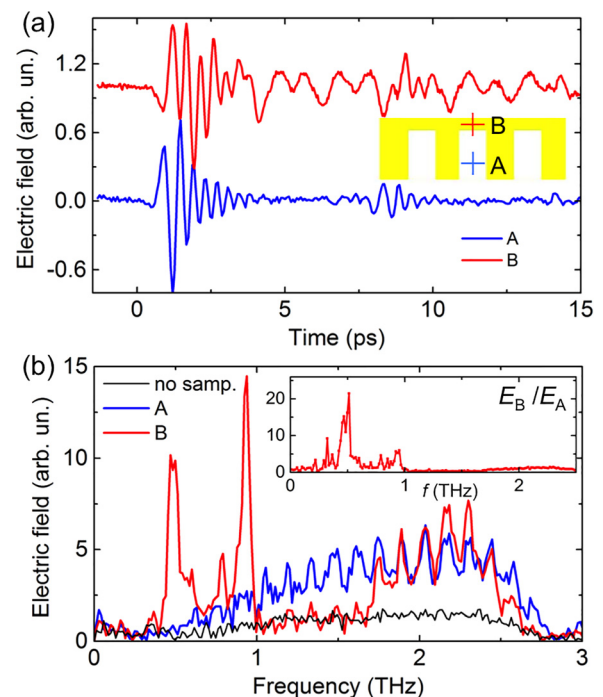 (a)
Electric field (arb. un.)
1.2
0.6
0.0
-0.6
B
A
A
B
0
5
10
15
Time (ps)
(b)
Electric field (arb. un.)
15
10
5
0
no samp.
A
B
20
10
0
E_B /E_A
0
1
2
f (THz)
0
1
2
3
Frequency (THz)